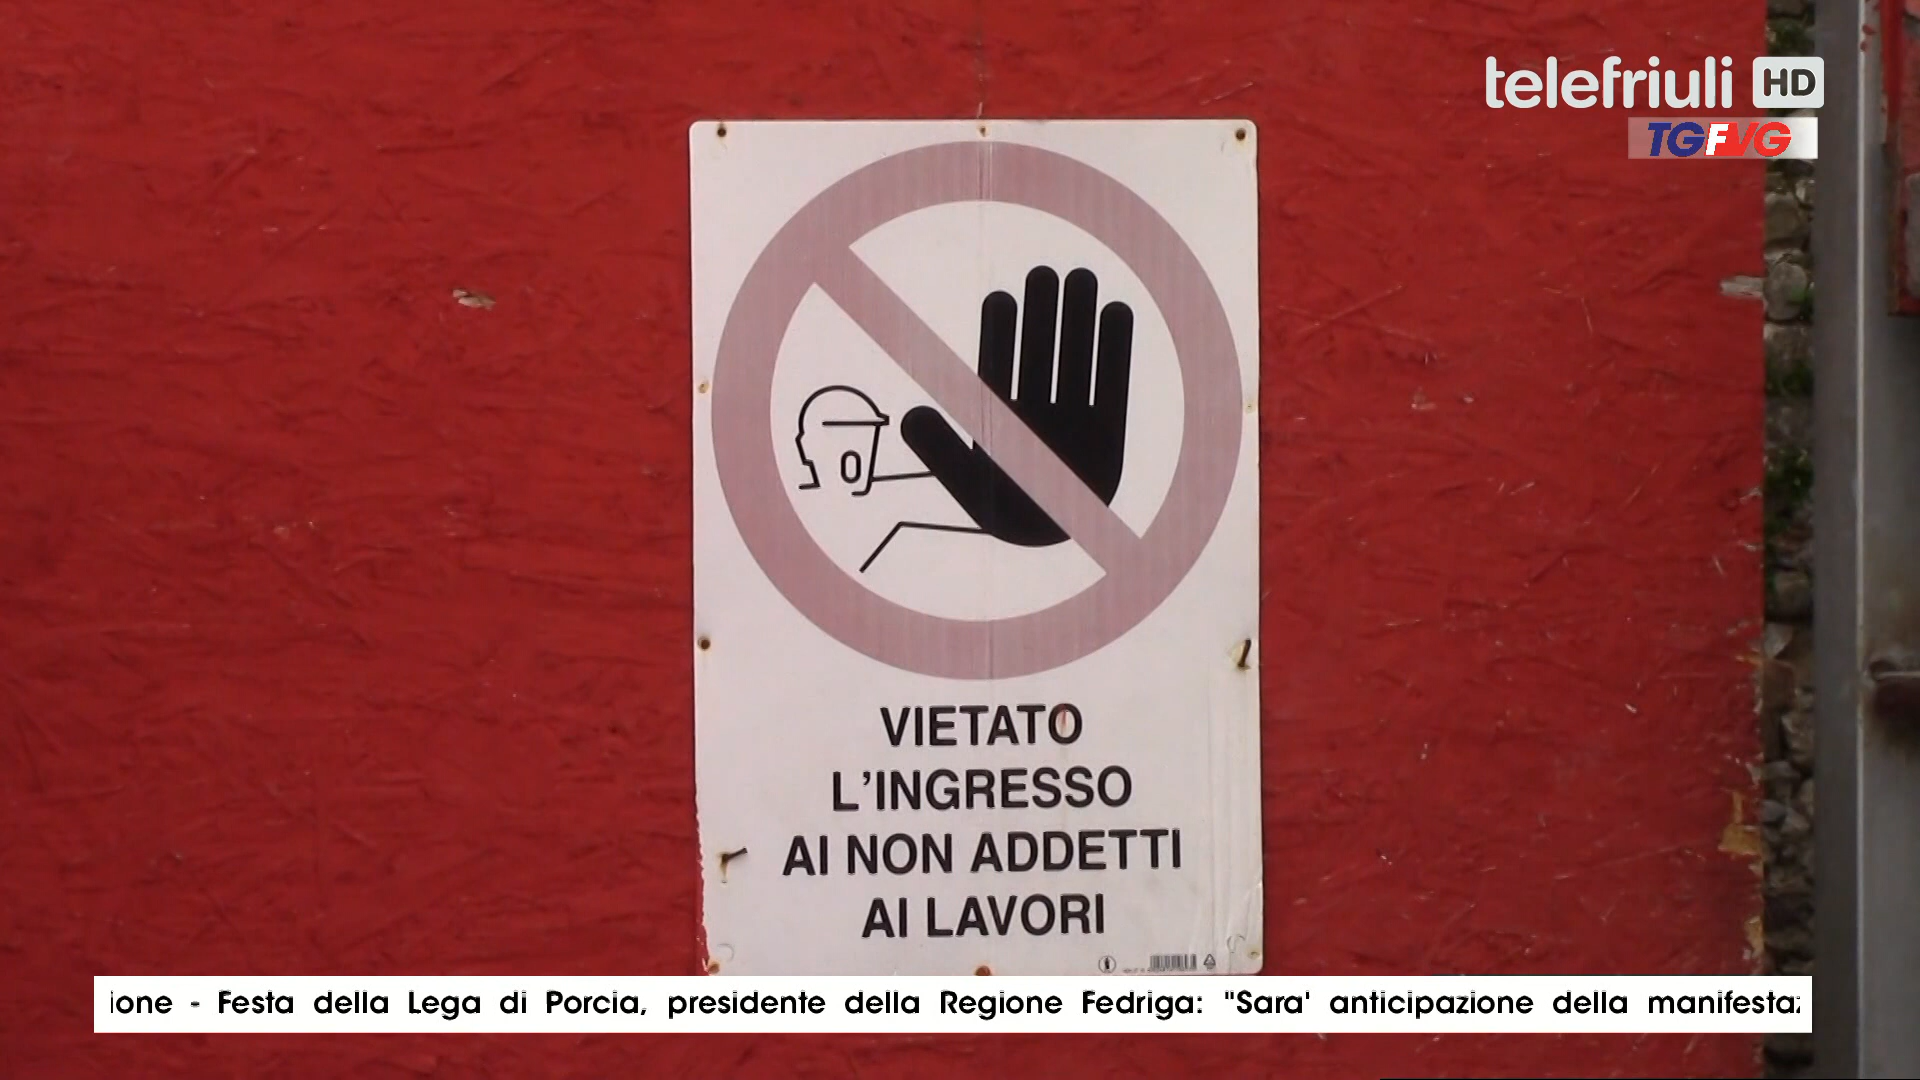 telefriuli HD
TGFVG
VIETATO
L'INGRESSO
AI NON ADDETTI
AI LAVORI
ione - Festa della Lega di Porcia, presidente della Regione Fedriga: "Sara' anticipazione della manifestaz